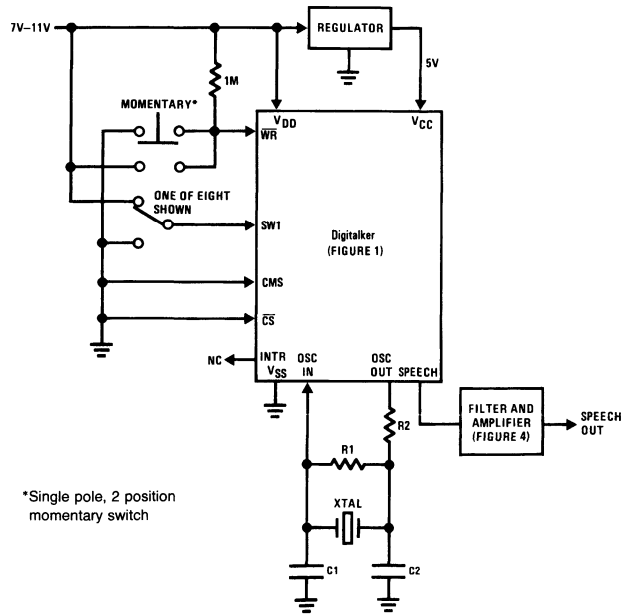 7V–11V
REGULATOR
5V
1M
MOMENTARY*
VDD
VCC
WR
ONE OF EIGHT
SHOWN
SW1
Digitalker
(FIGURE 1)
CMS
CS
NC
INTR
VSS
OSC
IN
OSC
OUT
SPEECH
R2
FILTER AND
AMPLIFIER
(FIGURE 4)
SPEECH
OUT
R1
*Single pole, 2 position
momentary switch
XTAL
C1
C2